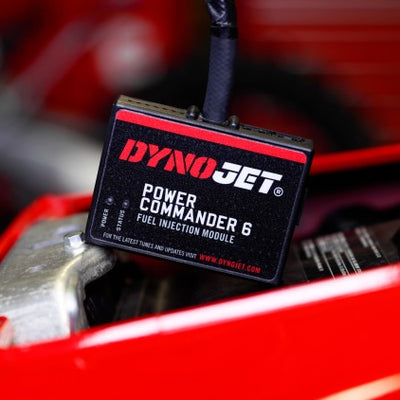 DYNOJET®
POWER
COMMANDER 6
FUEL INJECTION MODULE
POWER
STATUS
FOR THE LATEST TUNES AND UPDATES VISIT WWW.DYNOJET.COM